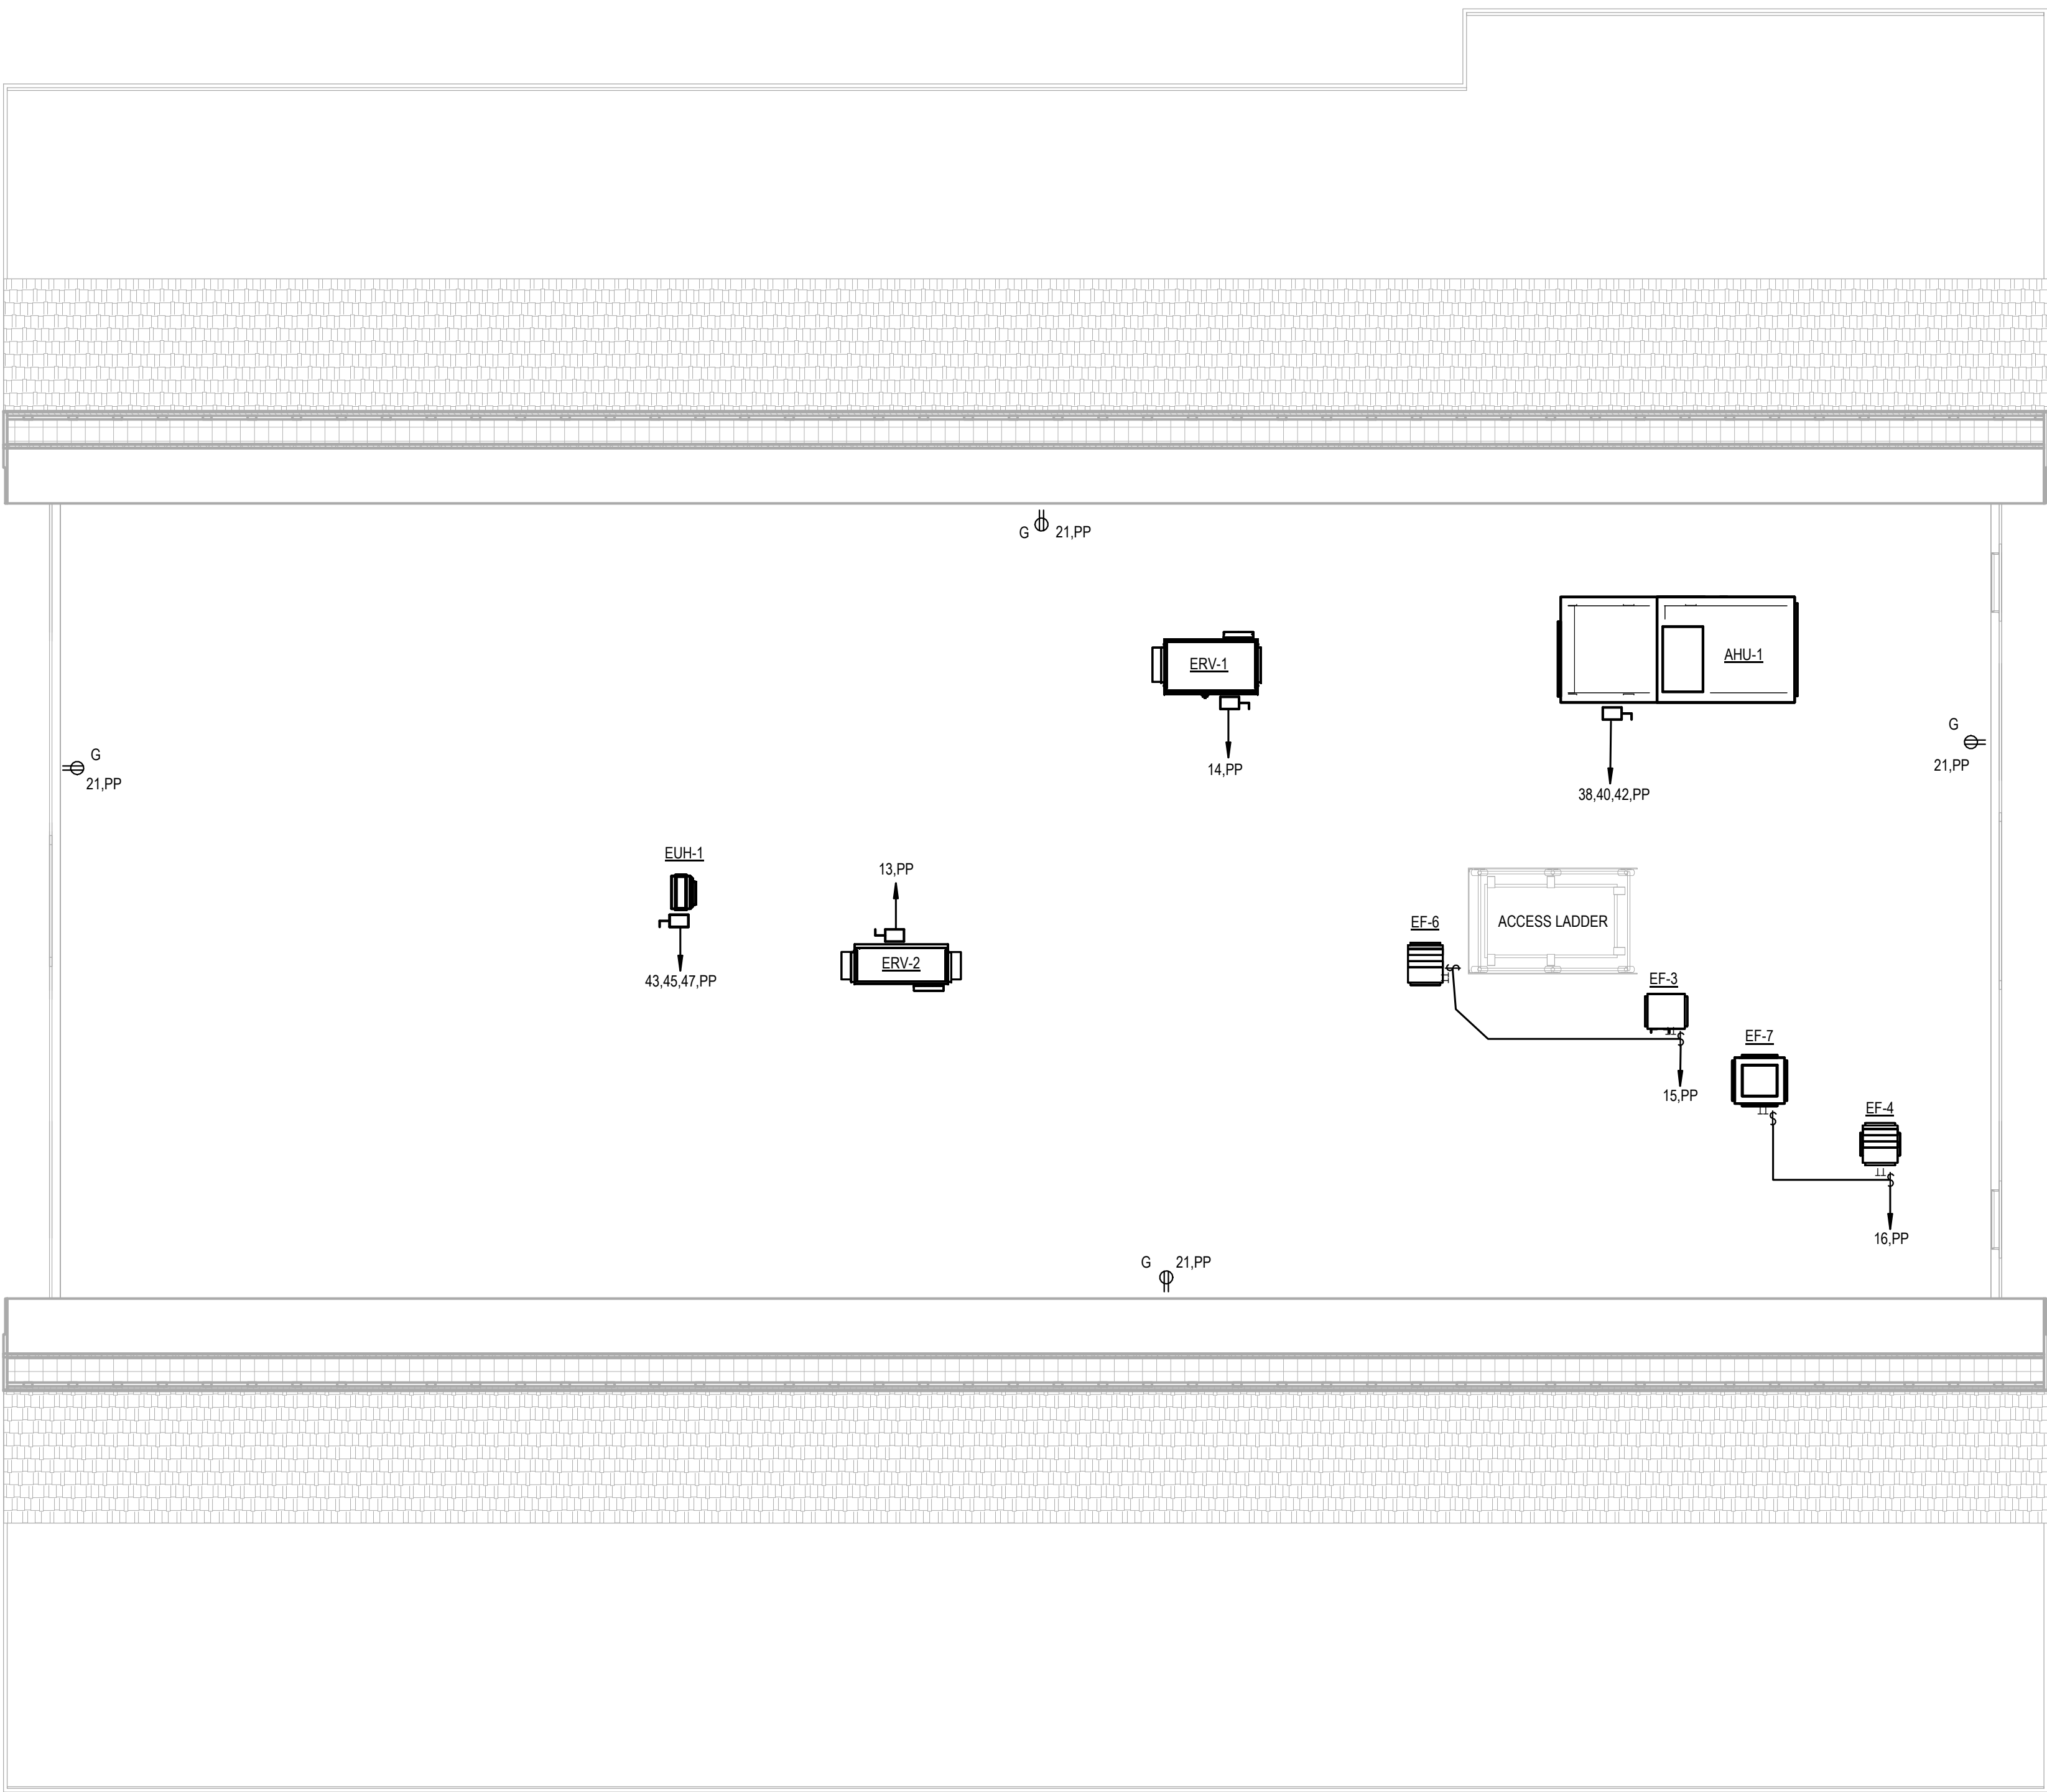 G 21,PP
ERV-1
AHU-1
14,PP
38,40,42,PP
G
21,PP
G
21,PP
EUH-1
43,45,47,PP
13,PP
ERV-2
EF-6
ACCESS LADDER
EF-3
$
$
15,PP
EF-7
$
EF-4
$
16,PP
G 21,PP